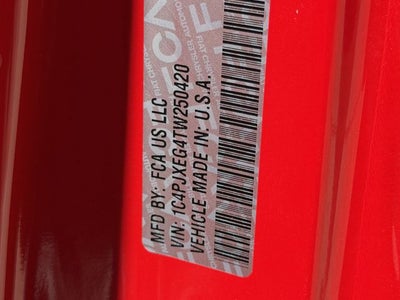 MFD BY: FCA US LLC
VIN: 1C4PJXEG4TW250420
VEHICLE MADE IN: U.S.A.